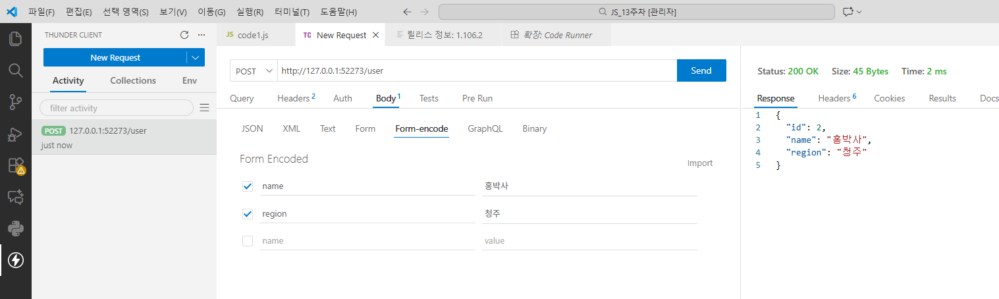 파일(F) 편집(E) 선택 영역(S) 보기(V) 이동(G) 실행(R) 터미널(T) 도움말(H) JS_13주차 [관리자]
THUNDER CLIENT
New Request
Activity Collections Env
filter activity
POST 127.0.0.1:52273/user
just now
JS code1.js TC New Request 릴리스 정보: 1.106.2 확장: Code Runner
POST http://127.0.0.1:52273/user Send
Query Headers 2 Auth Body 1 Tests Pre Run
JSON XML Text Form Form-encode GraphQL Binary
Form Encoded
Import
name 홍박사
region 청주
name value
Status: 200 OK Size: 45 Bytes Time: 2 ms
Response Headers 6 Cookies Results Docs
1 {
2 "id": 2,
3 "name": "홍박사",
4 "region": "청주"
5 }